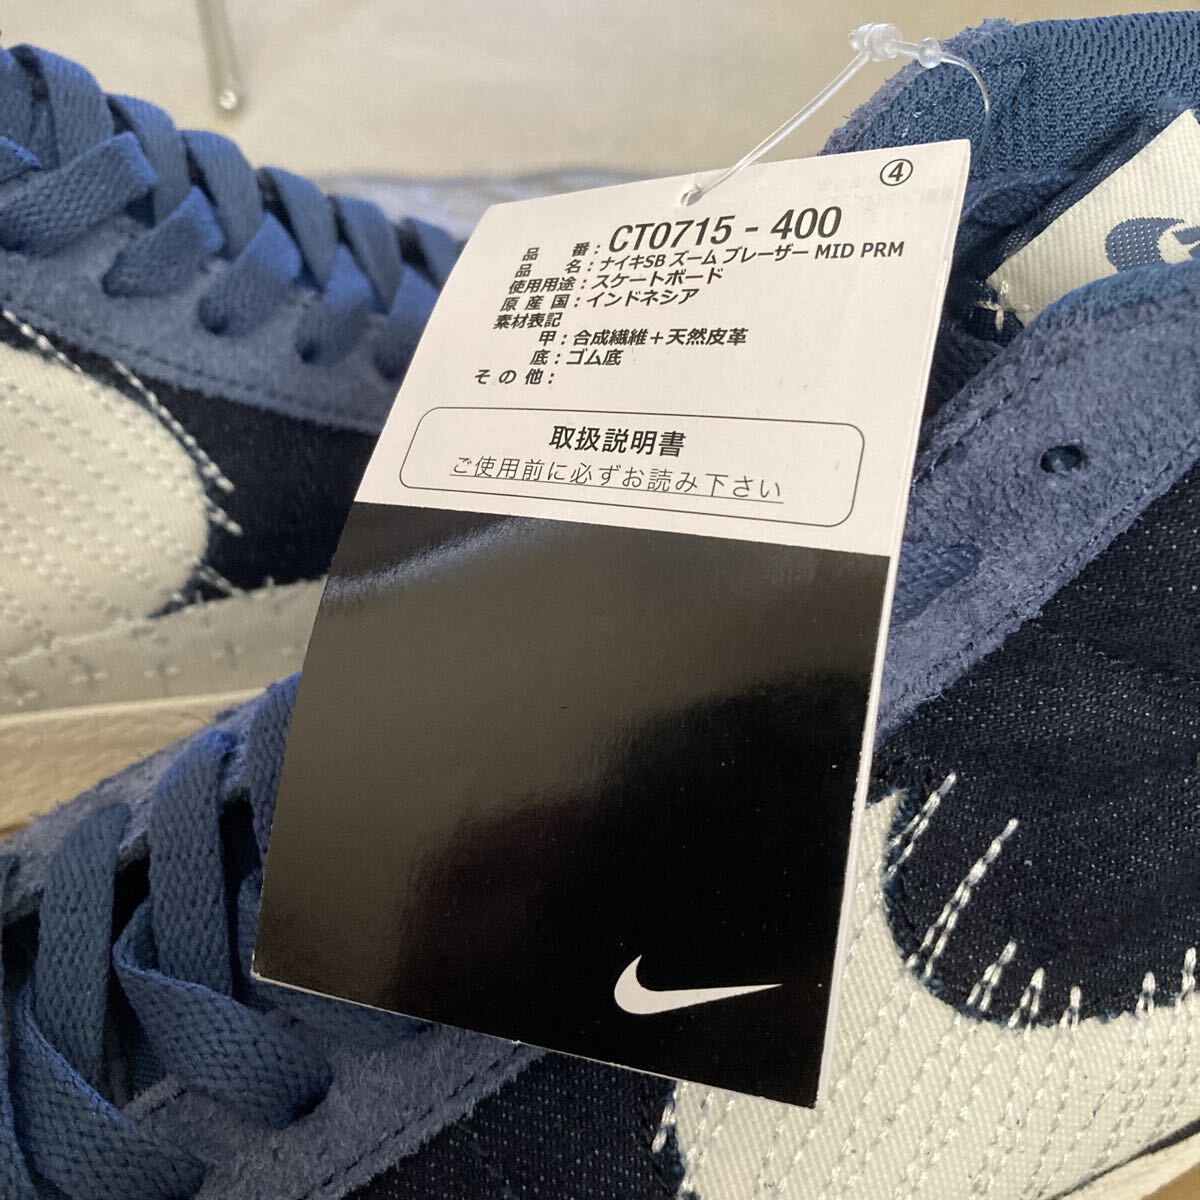 ④
品番：CT0715 - 400
品名：ナイキSB ズーム ブレーザー MID PRM
使用用途：スケートボード
原産国：インドネシア
素材表記
甲：合成繊維＋天然皮革
底：ゴム底
その他：
取扱説明書
ご使用前に必ずお読み下さい